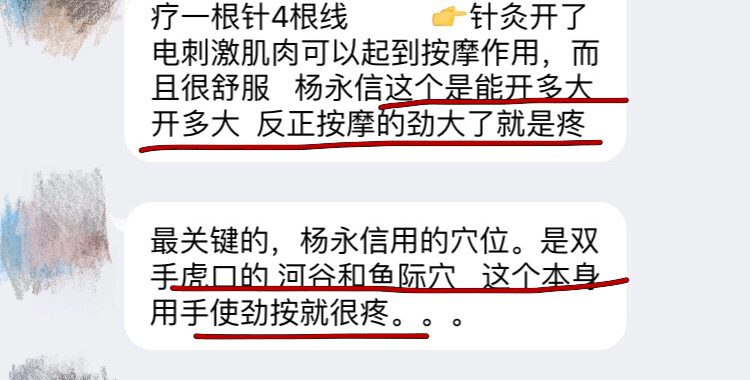 疗一根针4根线 👉针灸开了
电刺激肌肉可以起到按摩作用，而
且很舒服 杨永信这个是能开多大
开多大 反正按摩的劲大了就是疼
最关键的，杨永信用的穴位。是双
手虎口的 河谷和鱼际穴 这个本身
用手使劲按就很疼。。。